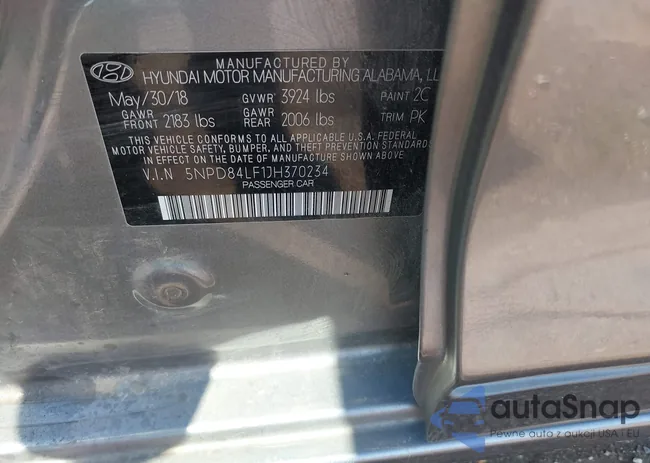 MANUFACTURED BY
HYUNDAI MOTOR MANUFACTURING ALABAMA, LL
May/30/18 GVWR 3924 lbs PAINT 2C
GAWR FRONT 2183 lbs GAWR REAR 2006 lbs TRIM PK
THIS VEHICLE CONFORMS TO ALL APPLICABLE U.S.A. FEDERAL
MOTOR VEHICLE SAFETY, BUMPER, AND THEFT PREVENTION STANDARDS
IN EFFECT ON THE DATE OF MANUFACTURE SHOWN ABOVE.
V.I.N 5NPD84LF1JH370234
PASSENGER CAR
autaSnap
Pewne auta z aukcji USA i EU